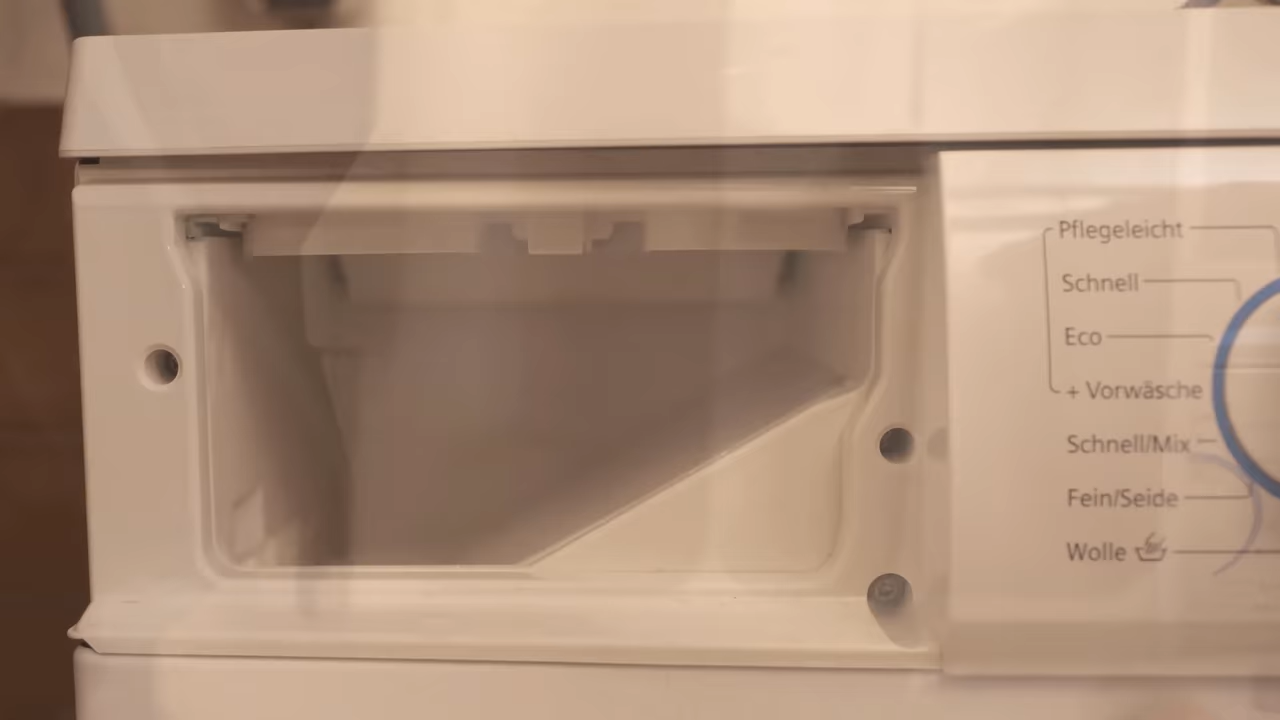 Pflegeleicht
Schnell
Eco
+ Vorwäsche
Schnell/Mix
Fein/Seide
Wolle